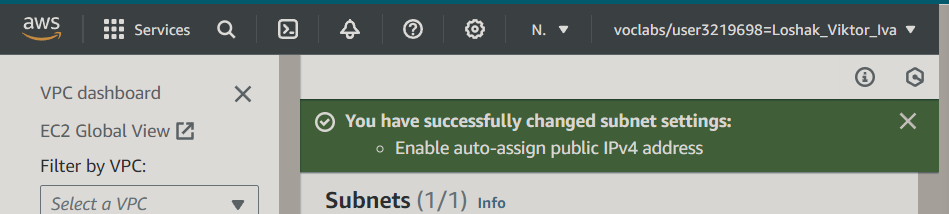 aws
Services
N.
voclabs/user3219698=Loshak_Viktor_Iva
VPC dashboard
EC2 Global View
Filter by VPC:
Select a VPC
You have successfully changed subnet settings:
Enable auto-assign public IPv4 address
Subnets (1/1) Info